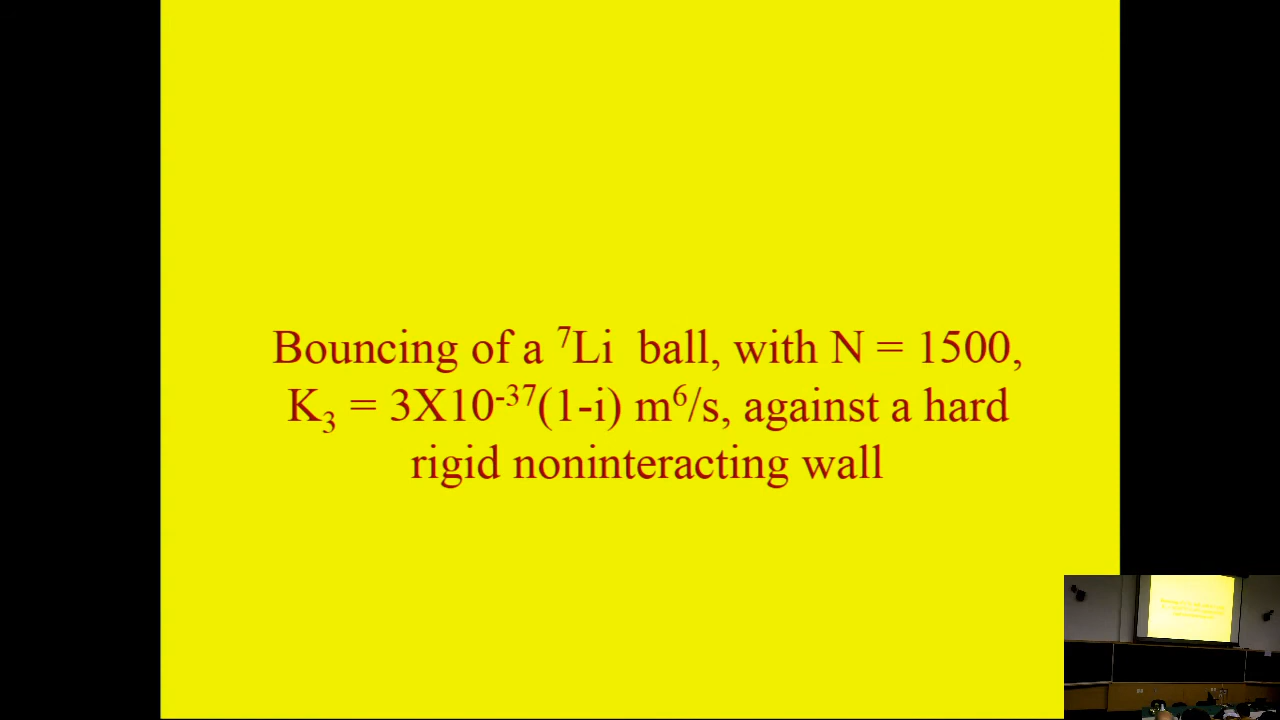 Bouncing of a ⁷Li ball, with N = 1500,
K₃ = 3X10⁻³⁷(1-i) m⁶/s, against a hard
rigid noninteracting wall